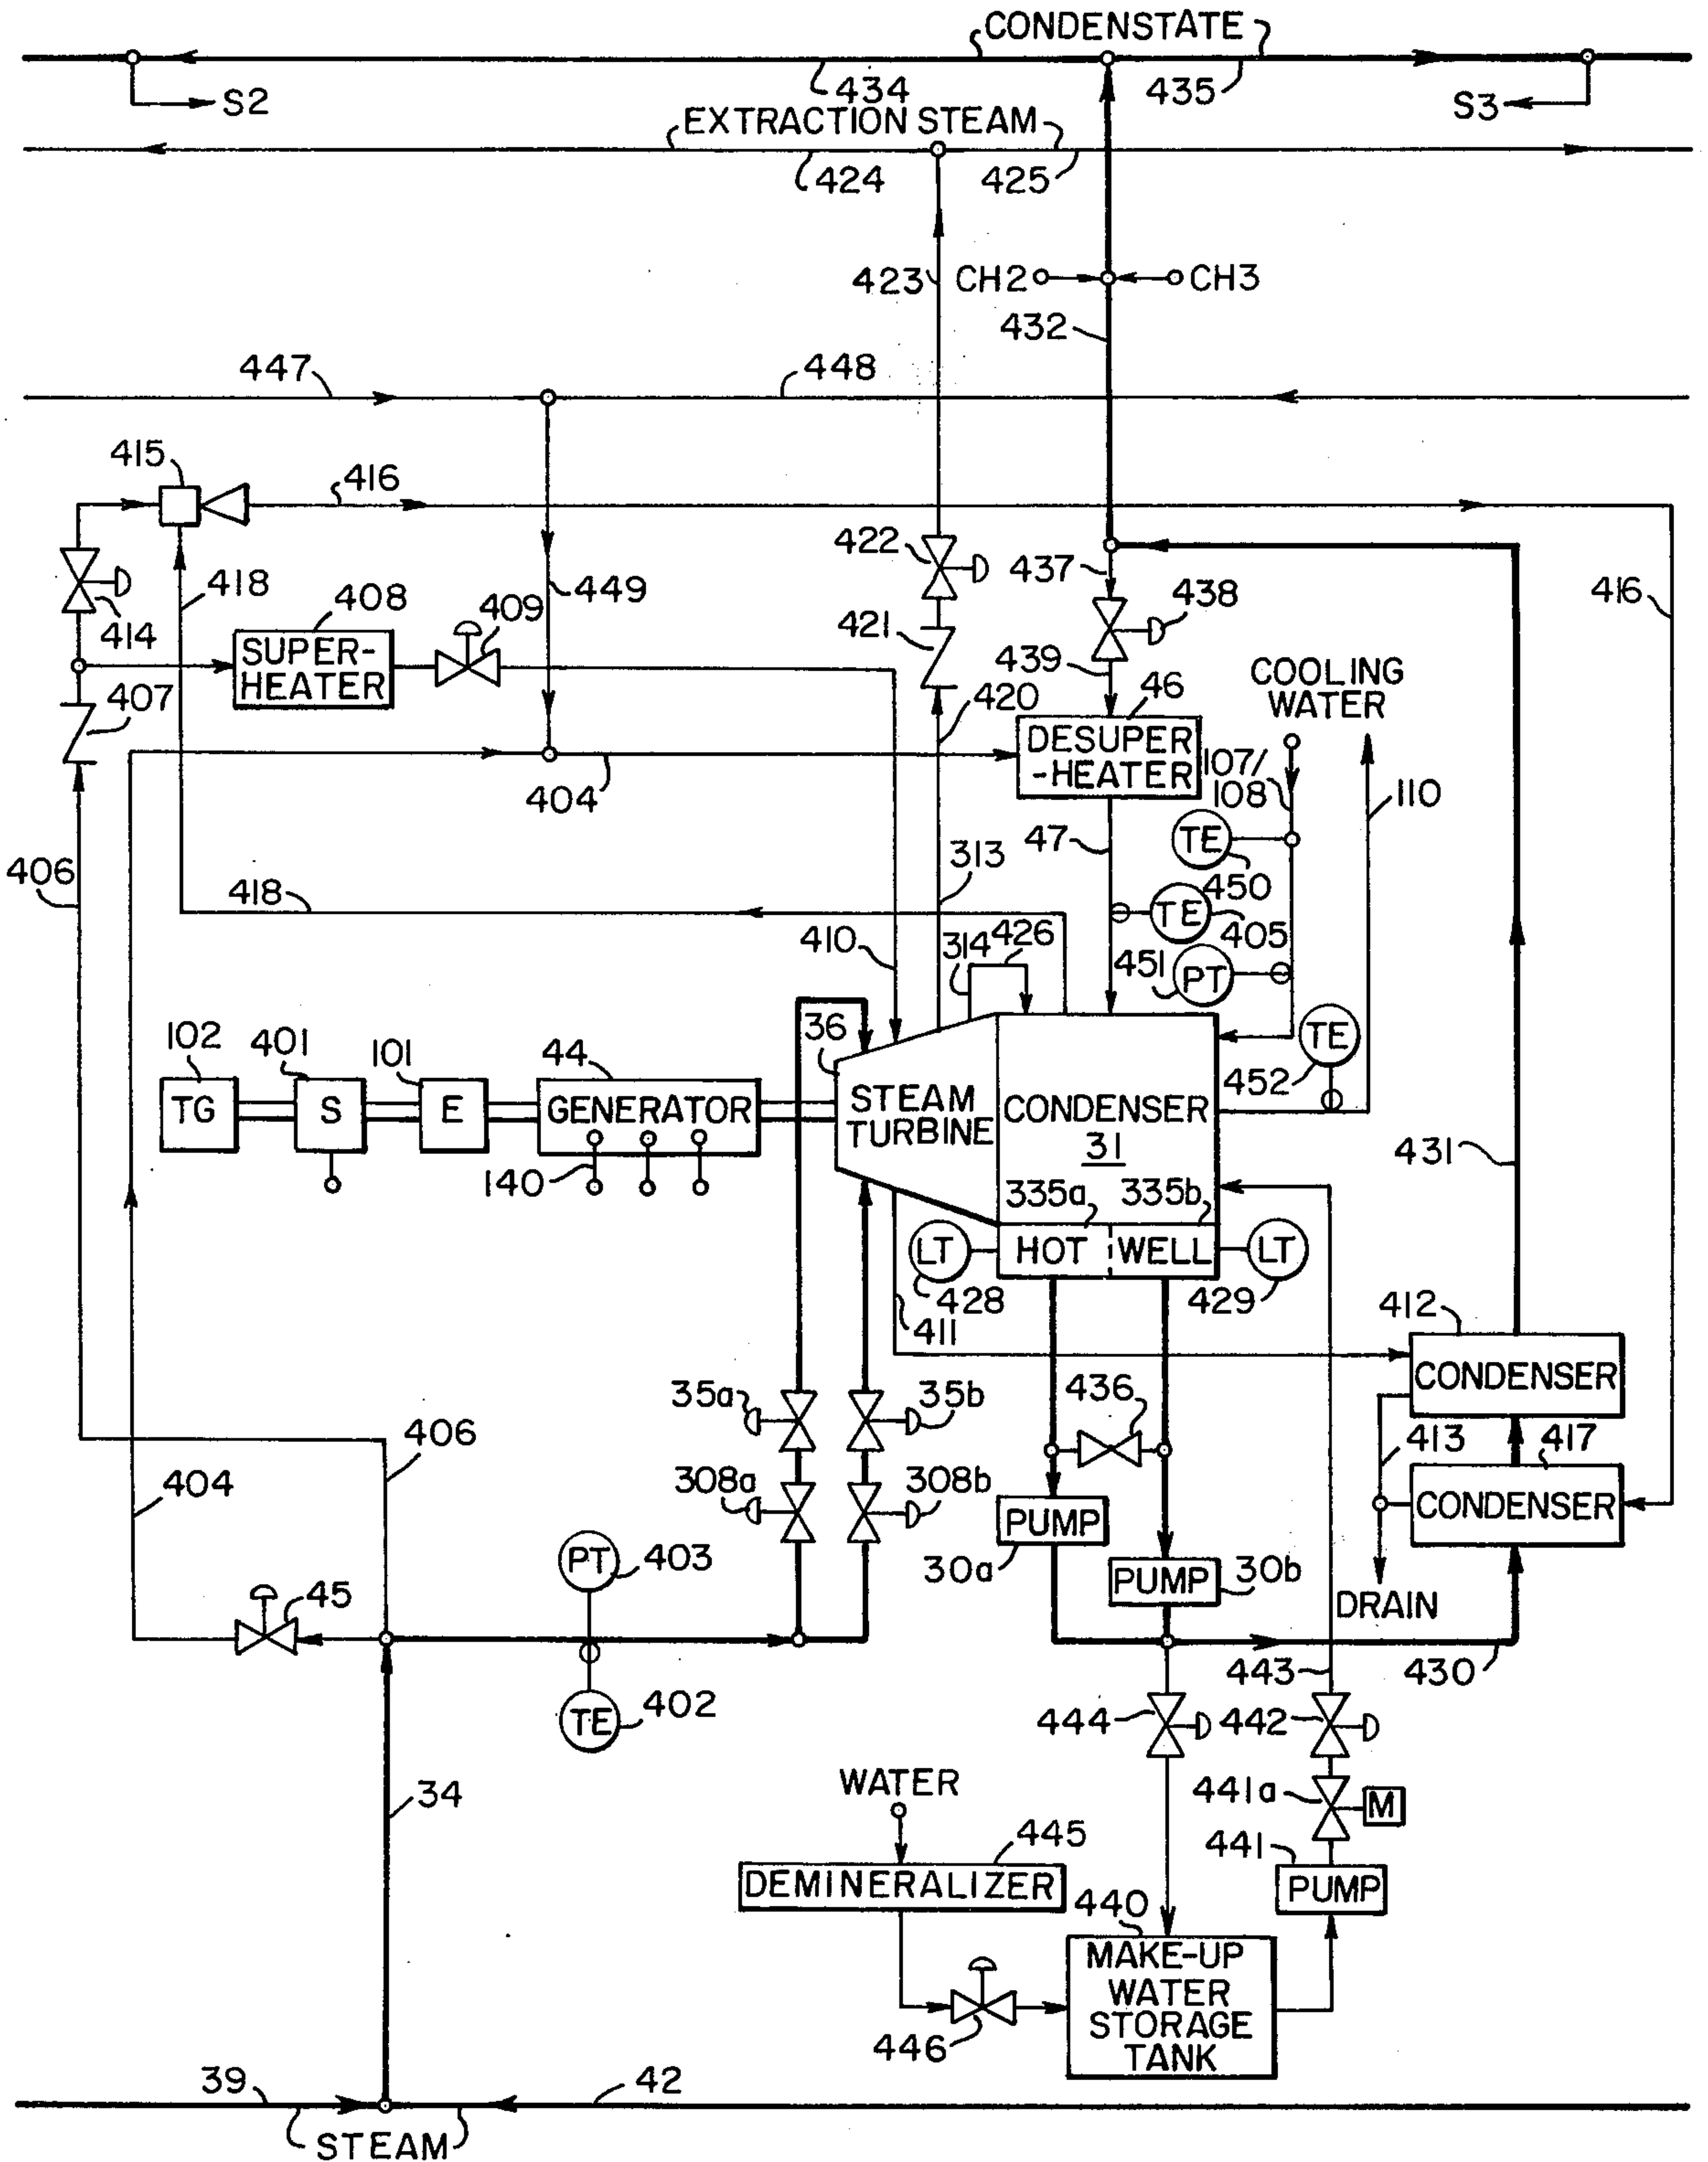 CONDENSTATE
434
435
S2
S3
EXTRACTION STEAM
424
425
423
CH2
CH3
432
447
448
415
416
422
437
438
418
449
408
409
421
416
414
SUPER-
HEATER
439
46
COOLING
WATER
407
420
DESUPER
-HEATER
107/
108
404
110
47
TE
450
406
418
313
TE
405
410
314
426
451
PT
102
401
101
44
36
TE
452
TG
S
E
GENERATOR
STEAM
TURBINE
CONDENSER
31
140
335a
335b
431
LT
HOT
WELL
LT
428
429
411
412
CONDENSER
35a
35b
436
406
413
417
404
308a
308b
PUMP
CONDENSER
PT
403
30a
PUMP
30b
DRAIN
45
443
430
TE
402
444
442
WATER
441a
M
34
445
441
DEMINERALIZER
440
PUMP
MAKE-UP
WATER
STORAGE
TANK
446
39
42
STEAM